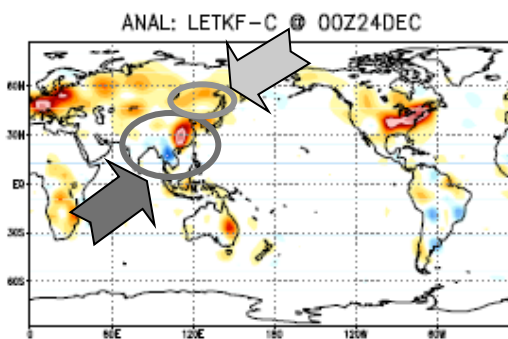 ANAL: LETKF-C @ 00Z24DEC
60N
30N
EQ
30S
60S
0 60E 120E 180 120W 60W